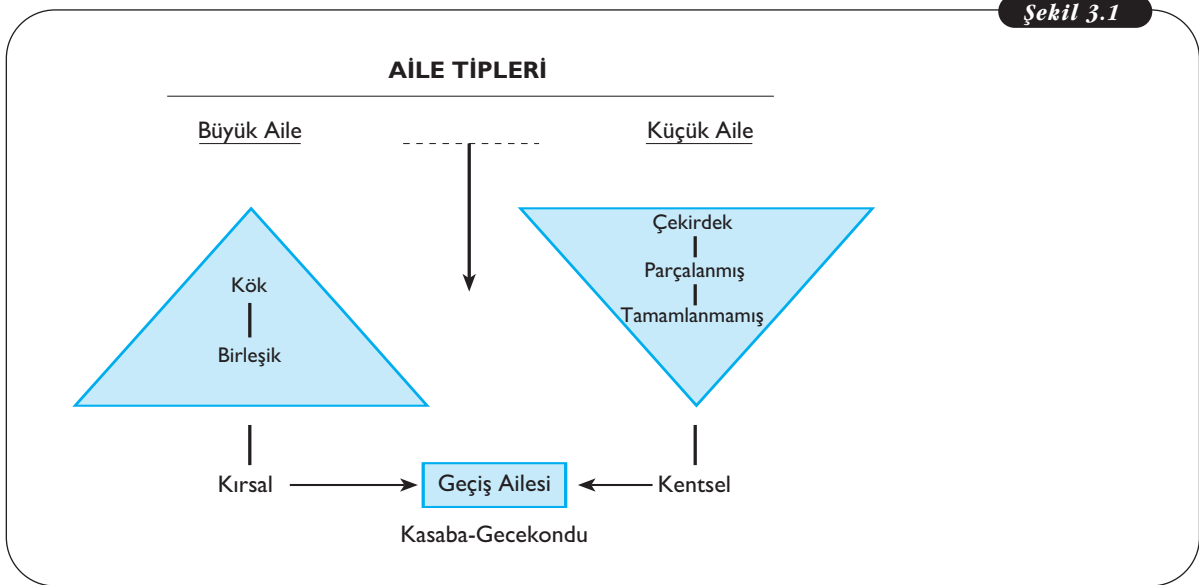 Şekil 3.1
AİLE TİPLERİ
Büyük Aile
Küçük Aile
Kök
Birleşik
Çekirdek
Parçalanmış
Tamamlanmamış
Kırsal
Geçiş Ailesi
Kentsel
Kasaba-Gecekondu